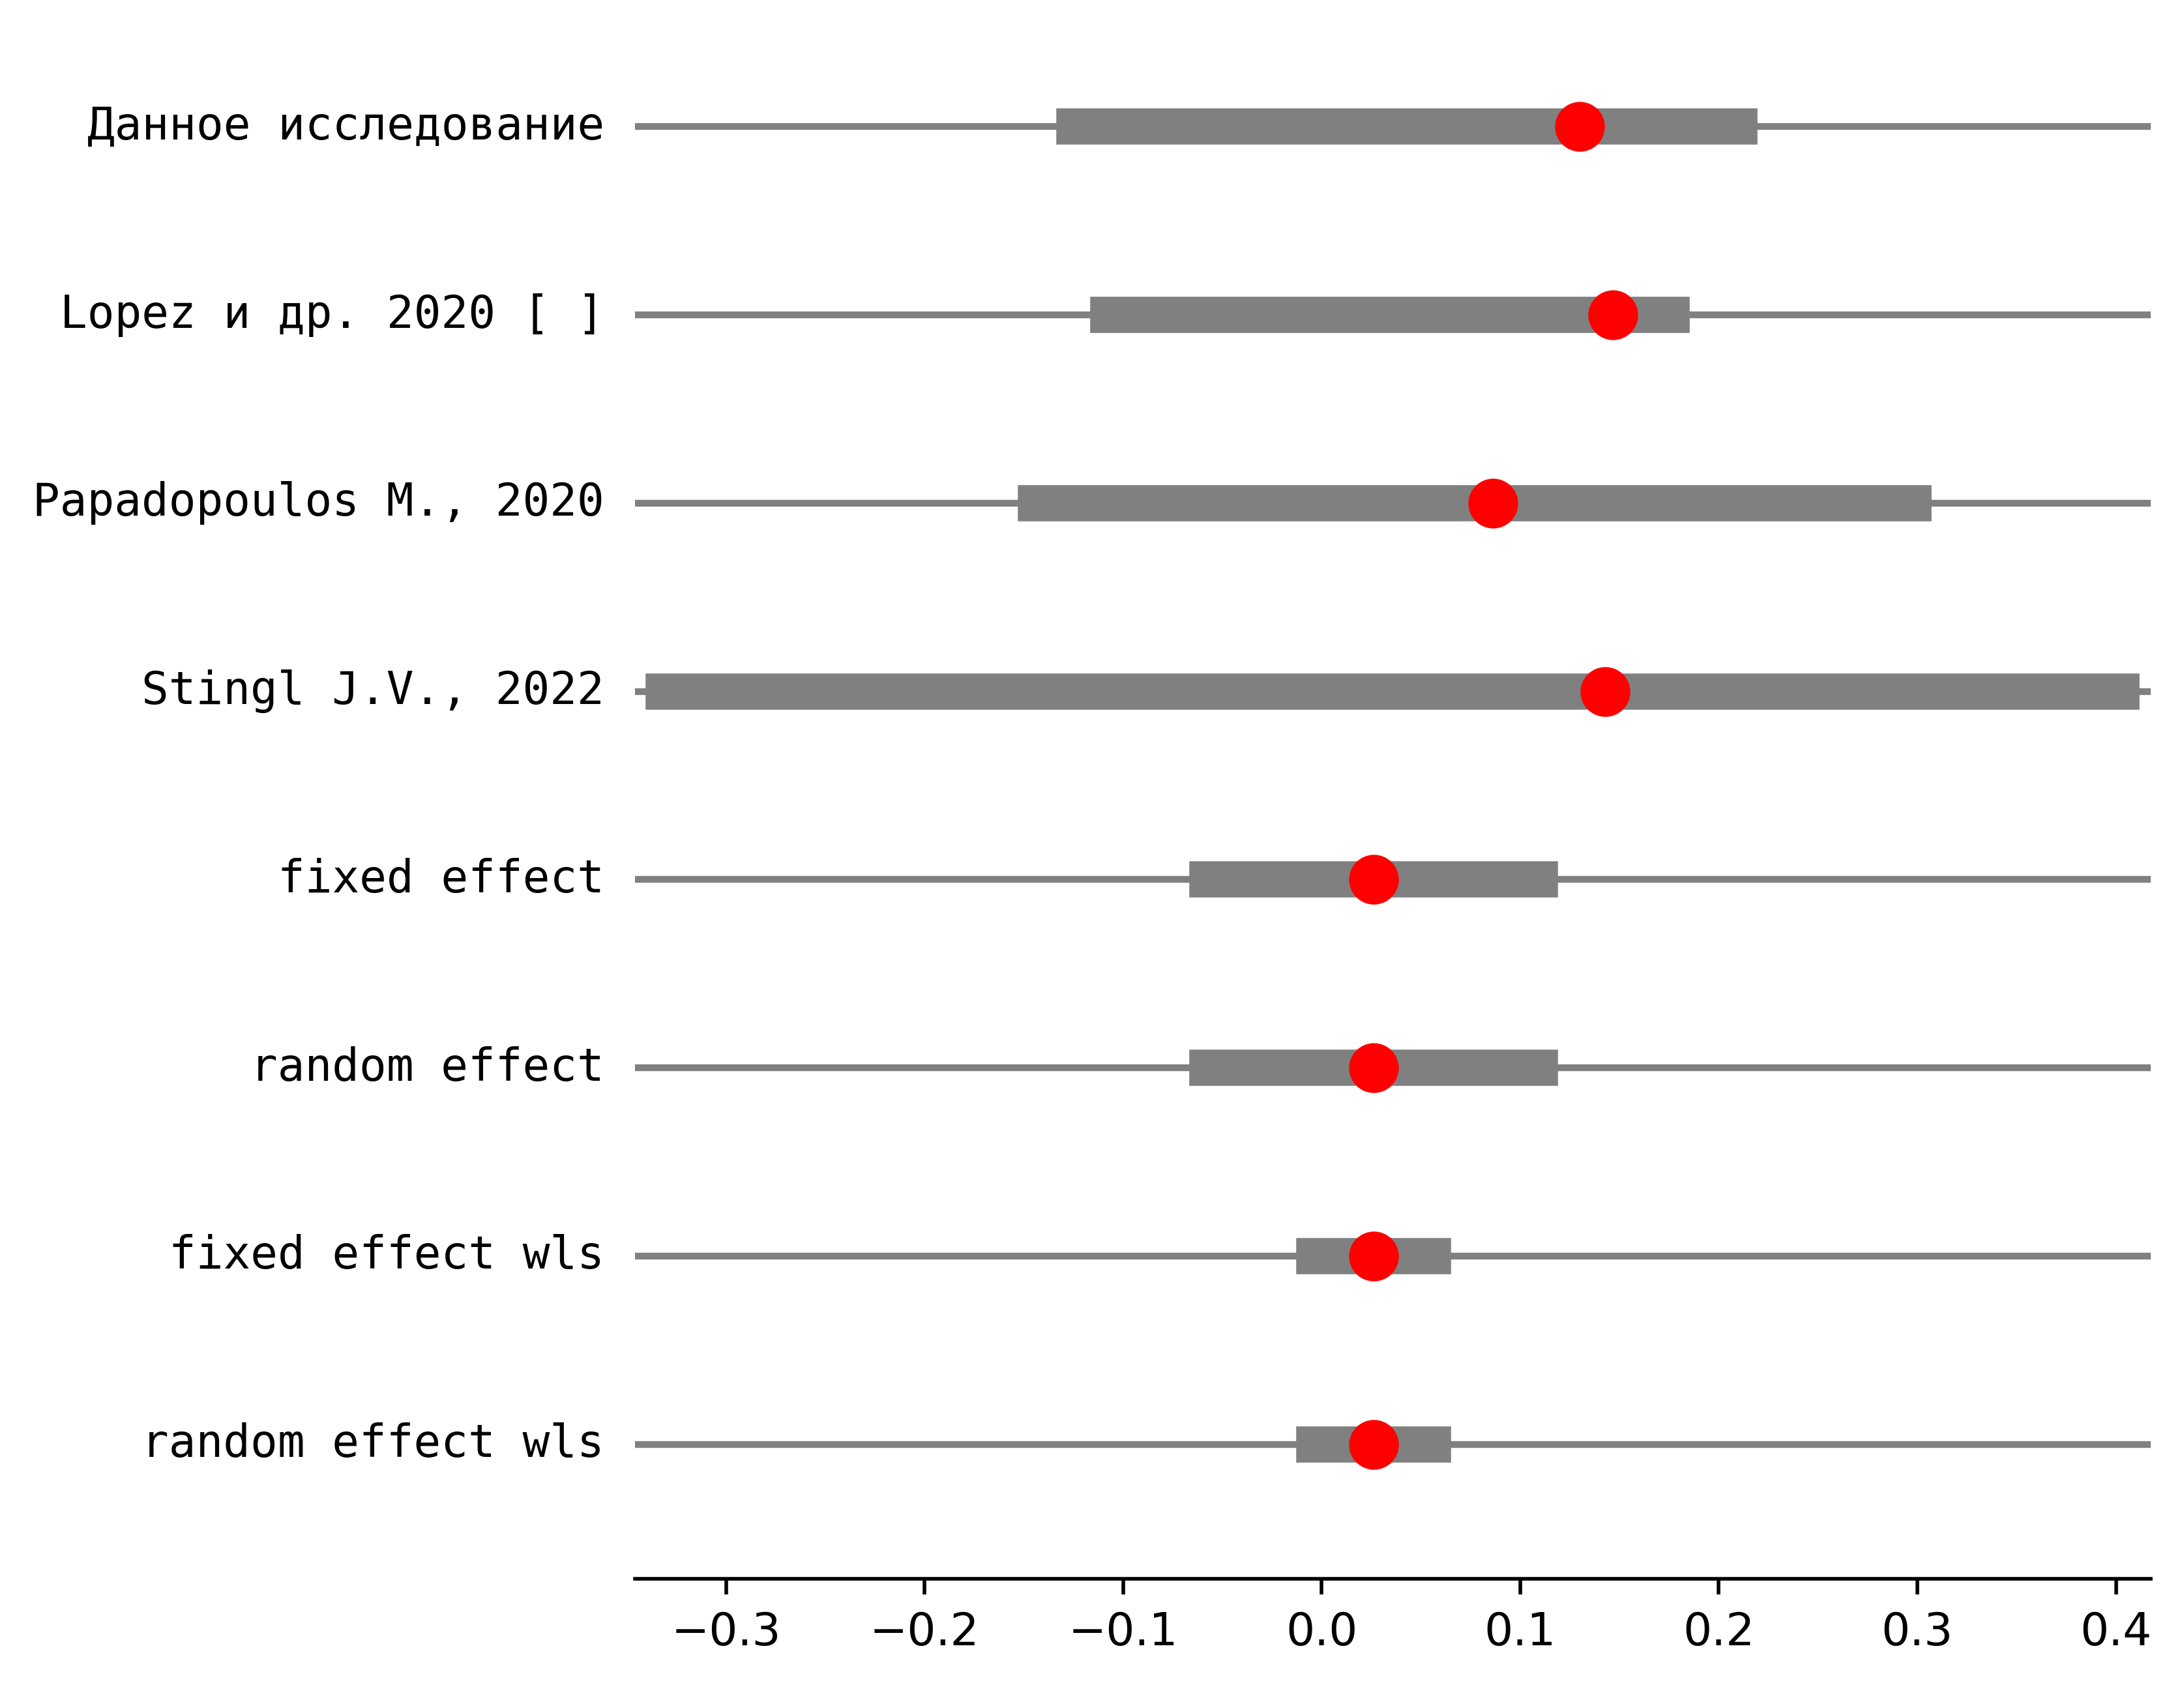 Данное исследование
Lopez и др. 2020 [ ]
Papadopoulos M., 2020
Stingl J.V., 2022
fixed effect
random effect
fixed effect wls
random effect wls
−0.3 −0.2 −0.1 0.0 0.1 0.2 0.3 0.4